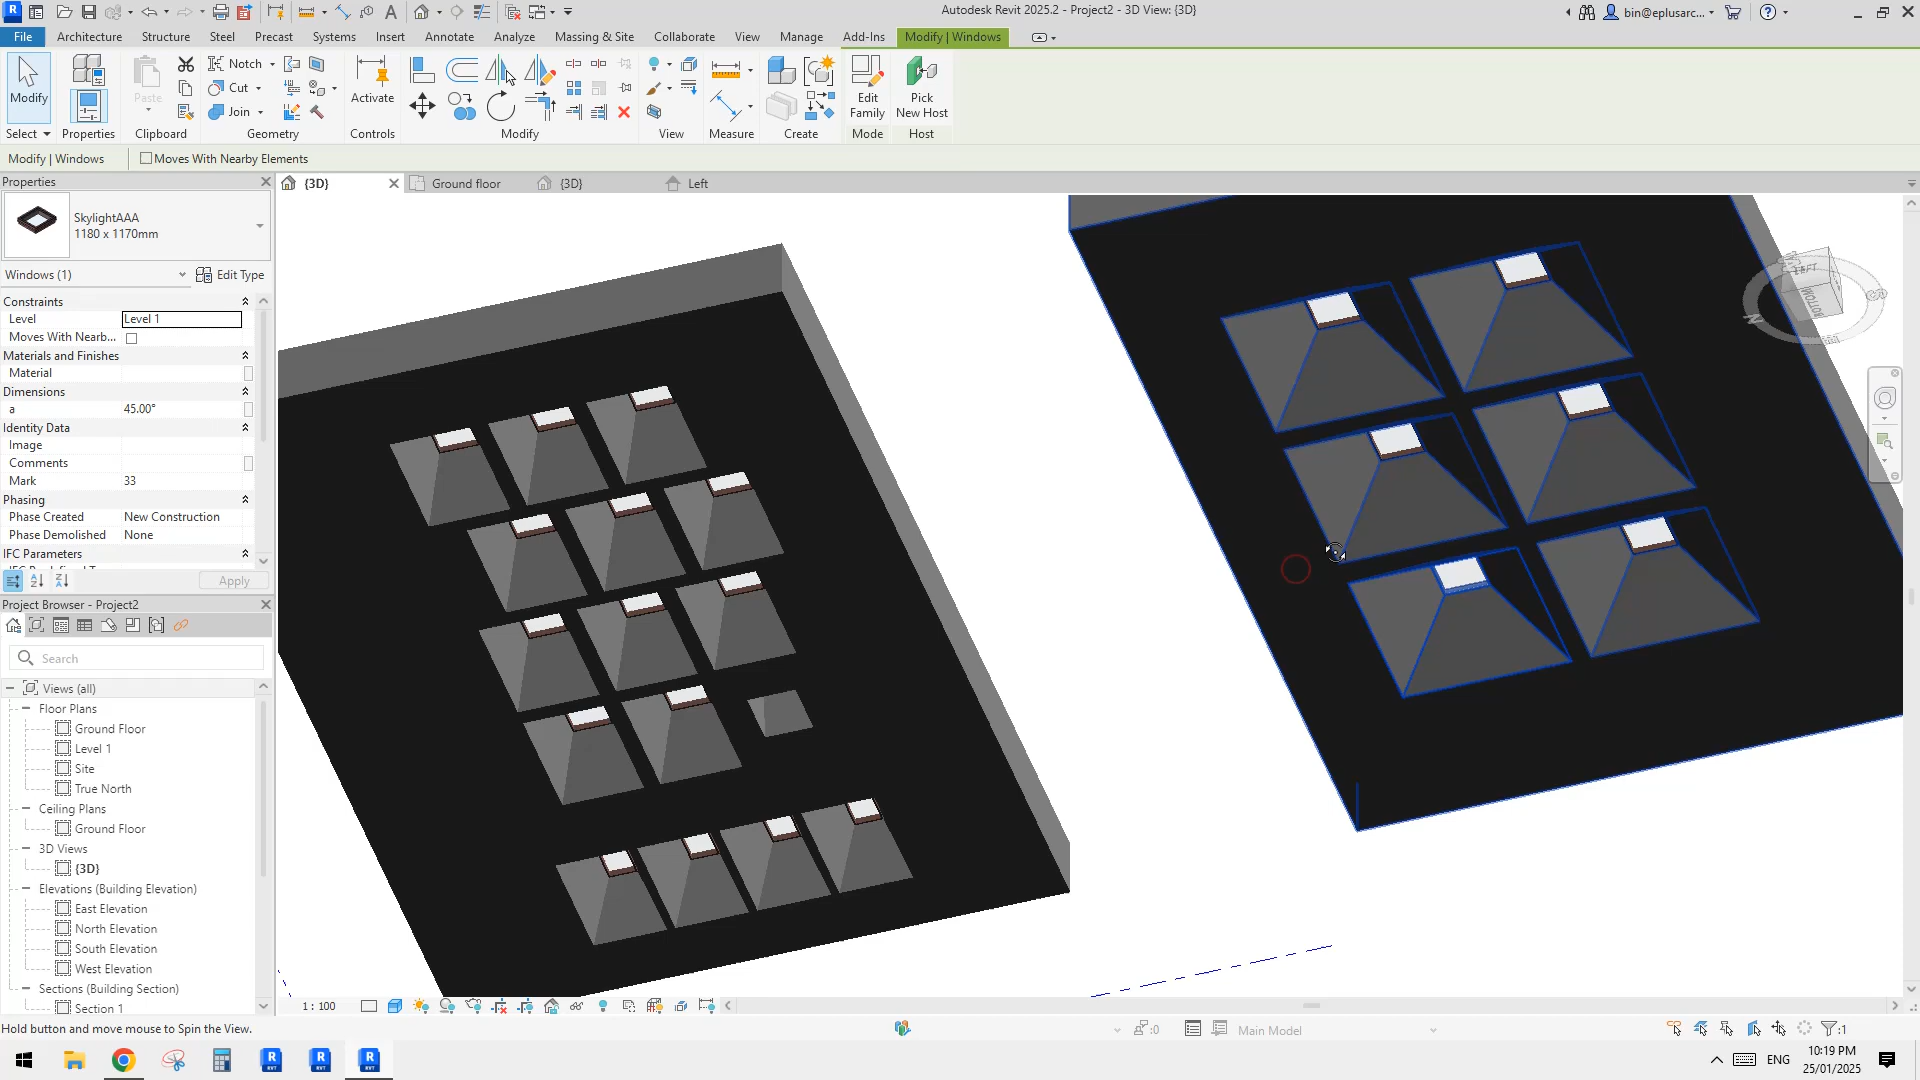 Autodesk Revit 2025.2 - Project2 - 3D View: {3D}
bin@eplusarc...
File
Architecture
Structure
Steel
Precast
Systems
Insert
Annotate
Analyze
Massing & Site
Collaborate
View
Manage
Add-Ins
Modify | Windows
Modify
Paste
Notch
Cut
Join
Activate
Edit
Family
Pick
New Host
Select
Properties
Clipboard
Geometry
Controls
Modify
View
Measure
Create
Mode
Host
Modify | Windows
Moves With Nearby Elements
Properties
{3D}
Ground floor
{3D}
Left
SkylightAAA
1180 x 1170mm
Windows (1)
Edit Type
Constraints
Level
Level 1
Moves With Nearb...
Materials and Finishes
Material
Dimensions
a
45.00°
Identity Data
Image
Comments
Mark
33
Phasing
Phase Created
New Construction
Phase Demolished
None
IFC Parameters
Apply
Project Browser - Project2
Search
Views (all)
Floor Plans
Ground Floor
Level 1
Site
True North
Ceiling Plans
Ground Floor
3D Views
{3D}
Elevations (Building Elevation)
East Elevation
North Elevation
South Elevation
West Elevation
Sections (Building Section)
Section 1
LEFT
BOTTOM
N
1 : 100
Hold button and move mouse to Spin the View.
:0
Main Model
:1
ENG
10:19 PM
25/01/2025